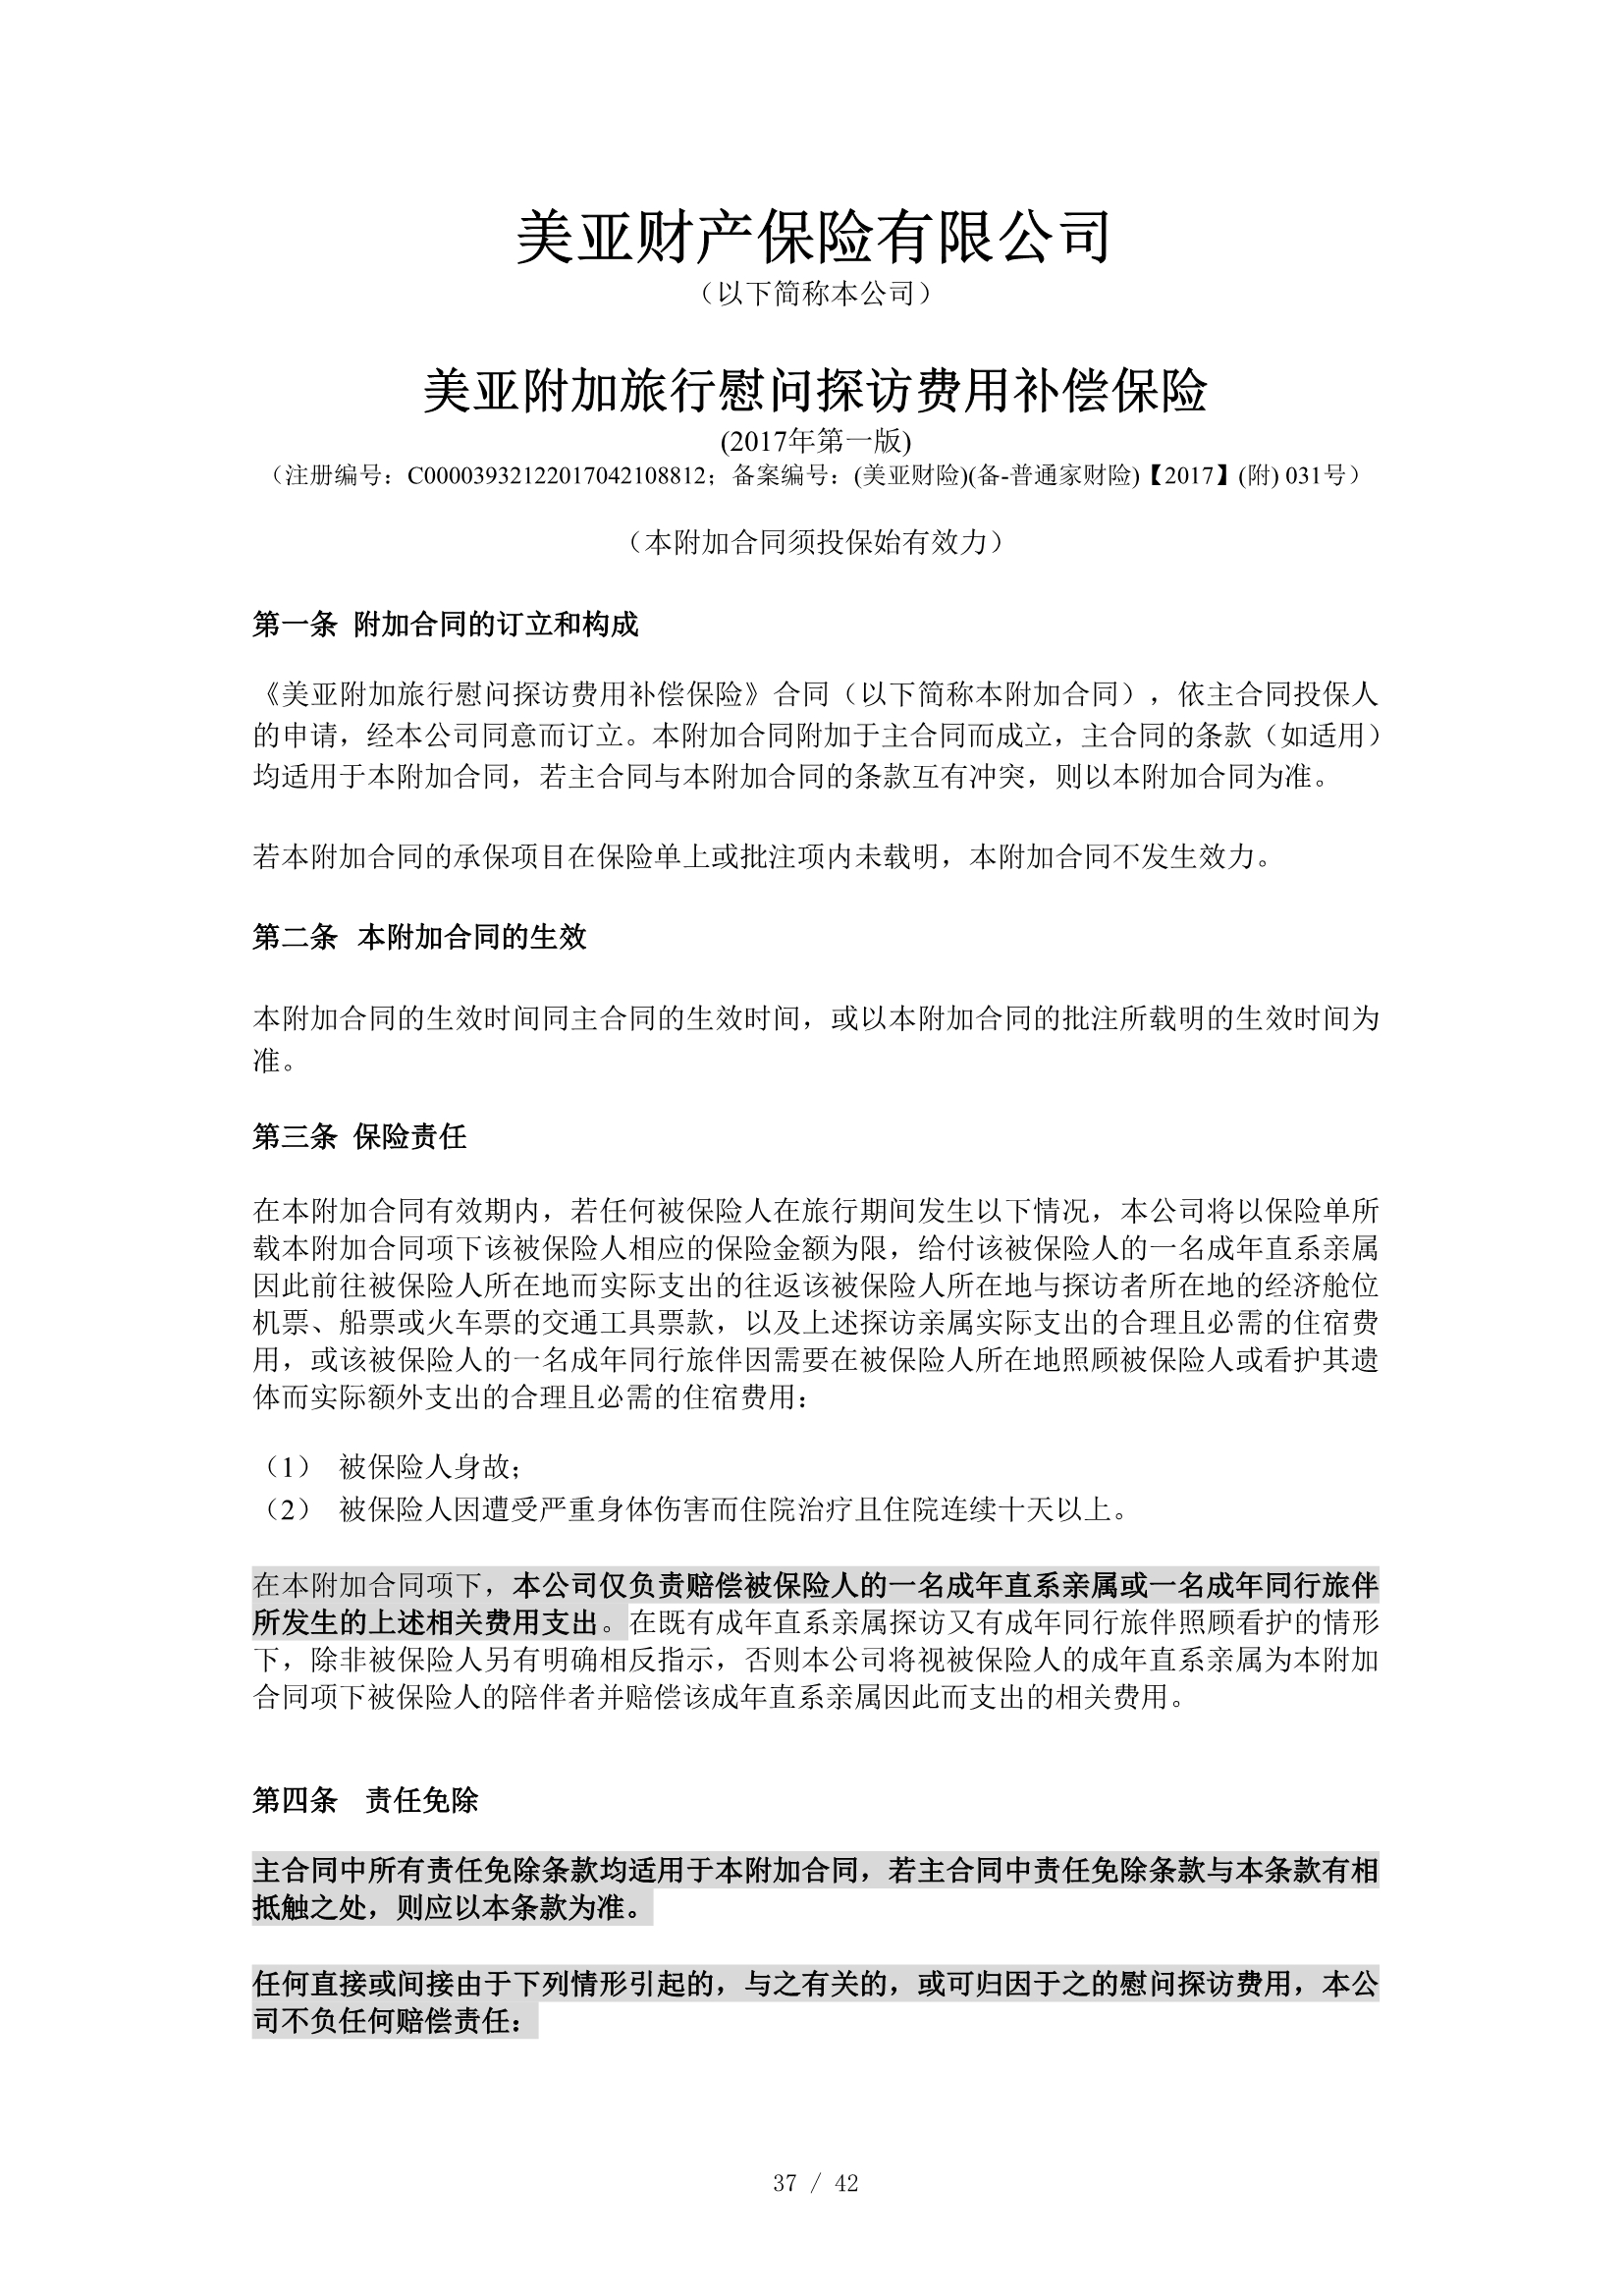 美亚财产保险有限公司
（以下简称本公司）
美亚附加旅行慰问探访费用补偿保险
(2017年第一版)
（注册编号：C00003932122017042108812；备案编号：(美亚财险)(备-普通家财险)【2017】(附) 031号）
（本附加合同须投保始有效力）
第一条 附加合同的订立和构成
《美亚附加旅行慰问探访费用补偿保险》合同（以下简称本附加合同），依主合同投保人
的申请，经本公司同意而订立。本附加合同附加于主合同而成立，主合同的条款（如适用）
均适用于本附加合同，若主合同与本附加合同的条款互有冲突，则以本附加合同为准。
若本附加合同的承保项目在保险单上或批注项内未载明，本附加合同不发生效力。
第二条 本附加合同的生效
本附加合同的生效时间同主合同的生效时间，或以本附加合同的批注所载明的生效时间为
准。
第三条 保险责任
在本附加合同有效期内，若任何被保险人在旅行期间发生以下情况，本公司将以保险单所
载本附加合同项下该被保险人相应的保险金额为限，给付该被保险人的一名成年直系亲属
因此前往被保险人所在地而实际支出的往返该被保险人所在地与探访者所在地的经济舱位
机票、船票或火车票的交通工具票款，以及上述探访亲属实际支出的合理且必需的住宿费
用，或该被保险人的一名成年同行旅伴因需要在被保险人所在地照顾被保险人或看护其遗
体而实际额外支出的合理且必需的住宿费用：
（1） 被保险人身故；
（2） 被保险人因遭受严重身体伤害而住院治疗且住院连续十天以上。
在本附加合同项下，本公司仅负责赔偿被保险人的一名成年直系亲属或一名成年同行旅伴
所发生的上述相关费用支出。在既有成年直系亲属探访又有成年同行旅伴照顾看护的情形
下，除非被保险人另有明确相反指示，否则本公司将视被保险人的成年直系亲属为本附加
合同项下被保险人的陪伴者并赔偿该成年直系亲属因此而支出的相关费用。
第四条 责任免除
主合同中所有责任免除条款均适用于本附加合同，若主合同中责任免除条款与本条款有相
抵触之处，则应以本条款为准。
任何直接或间接由于下列情形引起的，与之有关的，或可归因于之的慰问探访费用，本公
司不负任何赔偿责任：
37 / 42